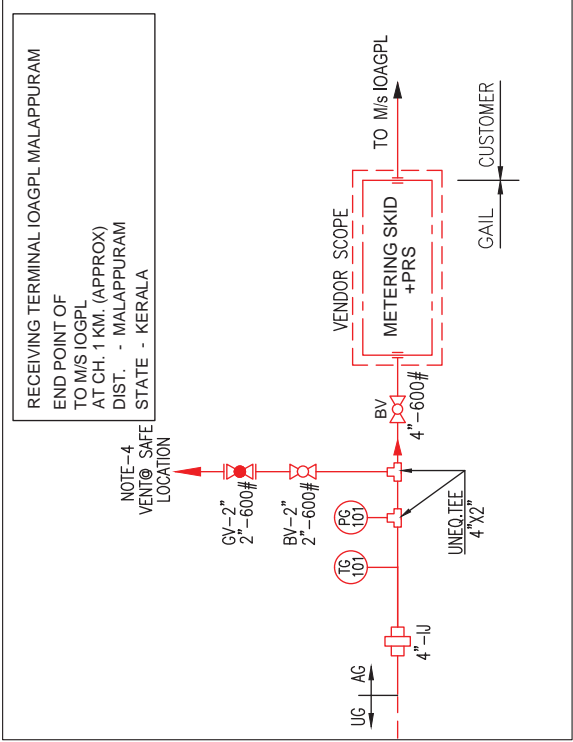 RECEIVING TERMINAL IOAGPL MALAPPURAM
END POINT OF
TO M/S IOGPL
AT CH. 1 KM. (APPROX)
DIST. - MALAPPURAM
STATE - KERALA
NOTE-4
VENT@ SAFE
LOCATION
GV-2"
2"-600#
BV-2"
2"-600#
PG
101
TG
101
UG
AG
4"-IJ
UNEQ.TEE
4"X2"
BV
4"-600#
VENDOR SCOPE
METERING SKID
+PRS
TO M/s IOAGPL
GAIL
CUSTOMER